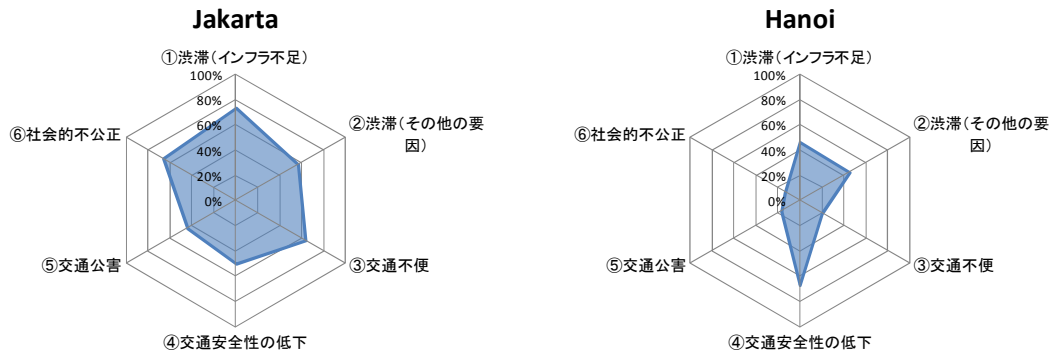 Jakarta
①渋滞（インフラ不足）
100%
80%
60%
40%
20%
0%
②渋滞（その他の要
因）
③交通不便
④交通安全性の低下
⑤交通公害
⑥社会的不公正
Hanoi
①渋滞（インフラ不足）
100%
80%
60%
40%
20%
0%
②渋滞（その他の要
因）
③交通不便
④交通安全性の低下
⑤交通公害
⑥社会的不公正